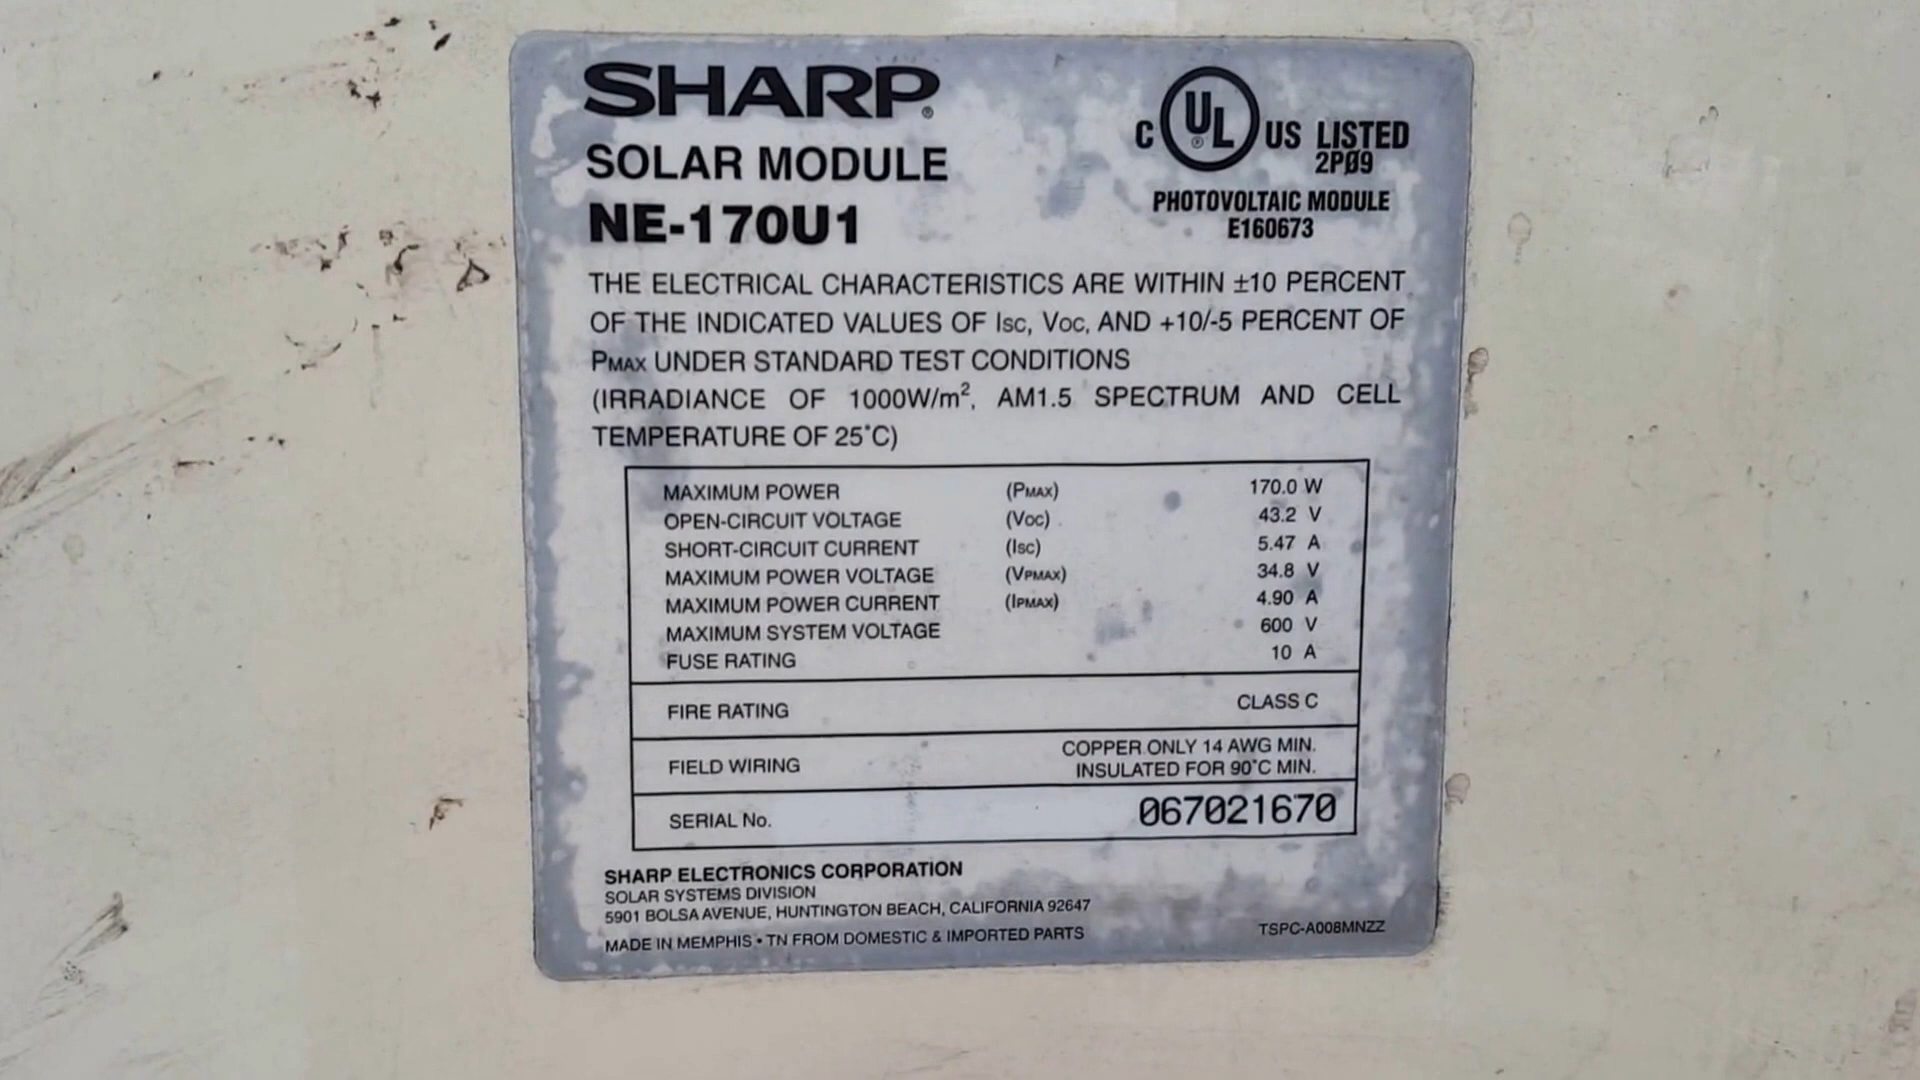 SHARP®
SOLAR MODULE
NE-170U1
C UL® US LISTED
2PØ9
PHOTOVOLTAIC MODULE
E160673
THE ELECTRICAL CHARACTERISTICS ARE WITHIN ±10 PERCENT
OF THE INDICATED VALUES OF Isc, Voc, AND +10/-5 PERCENT OF
PMAX UNDER STANDARD TEST CONDITIONS
(IRRADIANCE OF 1000W/m², AM1.5 SPECTRUM AND CELL
TEMPERATURE OF 25°C)
MAXIMUM POWER (PMAX) 170.0 W
OPEN-CIRCUIT VOLTAGE (Voc) 43.2 V
SHORT-CIRCUIT CURRENT (Isc) 5.47 A
MAXIMUM POWER VOLTAGE (VPMAX) 34.8 V
MAXIMUM POWER CURRENT (IPMAX) 4.90 A
MAXIMUM SYSTEM VOLTAGE 600 V
FUSE RATING 10 A
FIRE RATING CLASS C
FIELD WIRING COPPER ONLY 14 AWG MIN.
INSULATED FOR 90°C MIN.
SERIAL No. 067021670
SHARP ELECTRONICS CORPORATION
SOLAR SYSTEMS DIVISION
5901 BOLSA AVENUE, HUNTINGTON BEACH, CALIFORNIA 92647
MADE IN MEMPHIS • TN FROM DOMESTIC & IMPORTED PARTS
TSPC-A008MNZZ